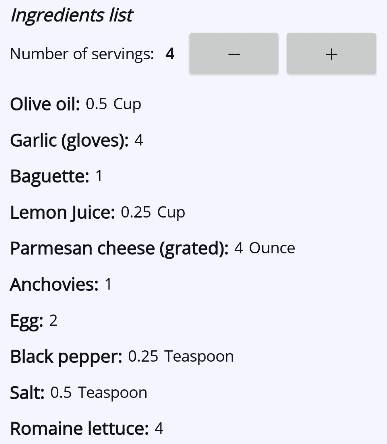 Ingredients list
Number of servings: 4 − +
Olive oil: 0.5 Cup
Garlic (gloves): 4
Baguette: 1
Lemon Juice: 0.25 Cup
Parmesan cheese (grated): 4 Ounce
Anchovies: 1
Egg: 2
Black pepper: 0.25 Teaspoon
Salt: 0.5 Teaspoon
Romaine lettuce: 4